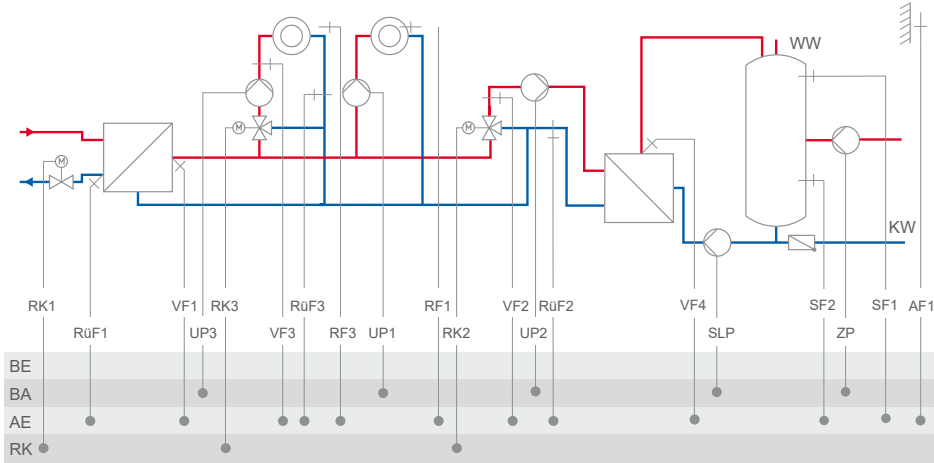 WW
M
M
M
KW
RK1 VF1 RK3 RüF3 RF1 VF2 RüF2 VF4 SF2 SF1 AF1
RüF1 UP3 VF3 RF3 UP1 RK2 UP2 SLP ZP
BE
BA
AE
RK